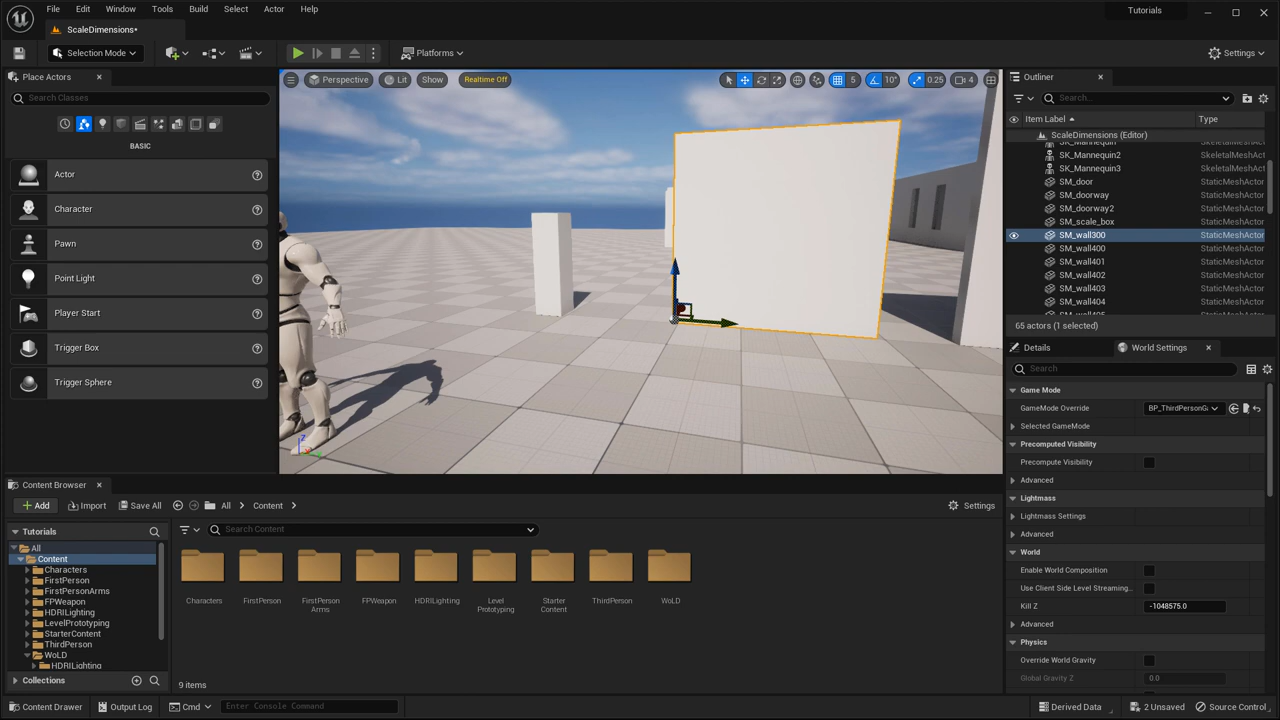 File Edit Window Tools Build Select Actor Help
Tutorials
ScaleDimensions*
Selection Mode
Platforms
Settings
Place Actors
Search Classes
BASIC
Actor
Character
Pawn
Point Light
Player Start
Trigger Box
Trigger Sphere
Perspective Lit Show Realtime Off
5 10° 0.25 4
Z
Outliner
Search...
Item Label Type
ScaleDimensions (Editor)
SK_Mannequin SkeletalMeshAct
SK_Mannequin2 SkeletalMeshAct
SK_Mannequin3 SkeletalMeshAct
SM_door StaticMeshActor
SM_doorway StaticMeshActor
SM_doorway2 StaticMeshActor
SM_scale_box StaticMeshActor
SM_wall300 StaticMeshActor
SM_wall400 StaticMeshActor
SM_wall401 StaticMeshActor
SM_wall402 StaticMeshActor
SM_wall403 StaticMeshActor
SM_wall404 StaticMeshActor
65 actors (1 selected)
Details World Settings
Search
Game Mode
GameMode Override BP_ThirdPersonG
Selected GameMode
Precomputed Visibility
Precompute Visibility
Advanced
Lightmass
Lightmass Settings
Advanced
World
Enable World Composition
Use Client Side Level Streaming...
Kill Z -1048575.0
Advanced
Physics
Override World Gravity
Global Gravity Z 0.0
Content Browser
Add Import Save All All Content Settings
Tutorials
Search Content
All
Content
Characters
FirstPerson
FirstPersonArms
FPWeapon
HDRILighting
LevelPrototyping
StarterContent
ThirdPerson
WoLD
HDRILighting
Collections
Characters
FirstPerson
FirstPerson
Arms
FPWeapon
HDRILighting
Level
Prototyping
Starter
Content
ThirdPerson
WoLD
9 items
Content Drawer Output Log Cmd Enter Console Command
Derived Data 2 Unsaved Source Control